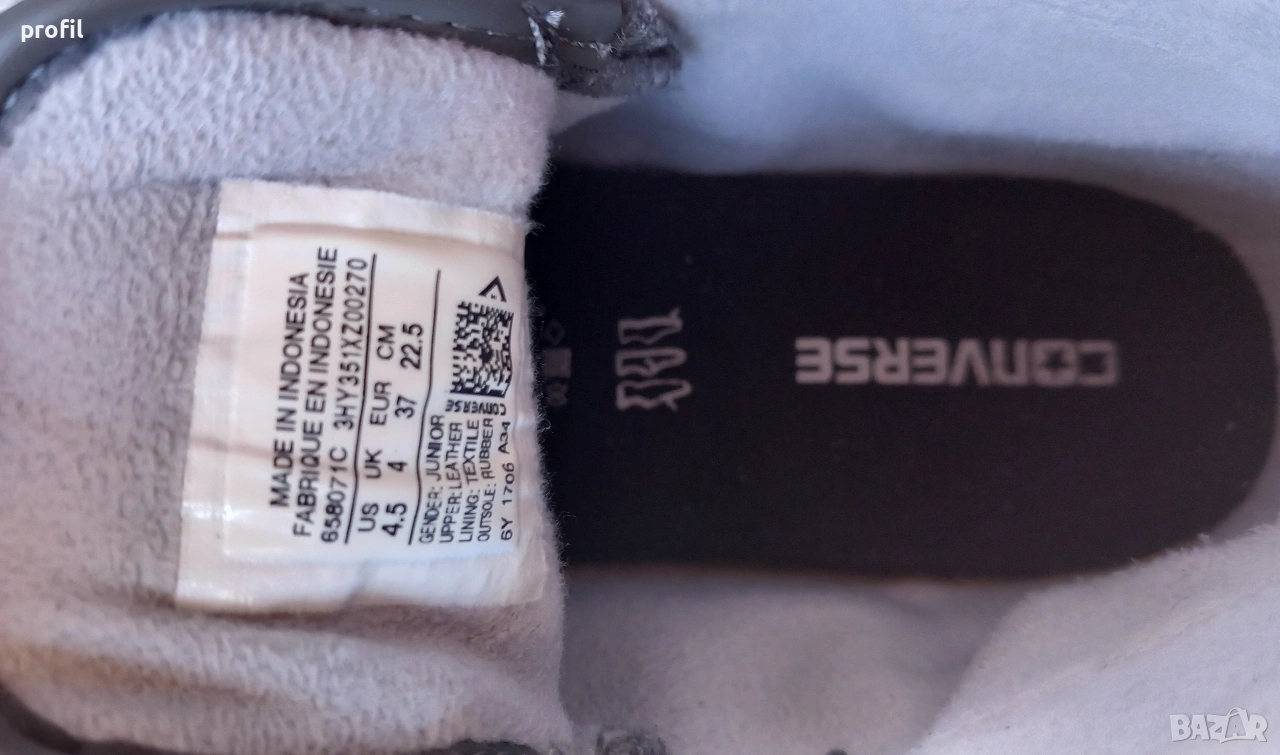 profil
MADE IN INDONESIA
FABRIQUE EN INDONESIE
658071C 3HY351XZ00270
US UK EUR CM
4.5 4 37 22.5
GENDER: JUNIOR
UPPER: LEATHER
LINING: TEXTILE
OUTSOLE: RUBBER
6Y 1706 A34
CONVERSE
CONVERSE
BAZAR